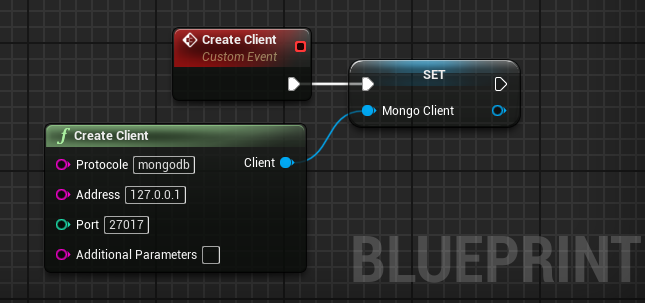 Create Client
Custom Event
SET
Mongo Client
f Create Client
Protocole mongodb
Client
Address 127.0.0.1
Port 27017
Additional Parameters
BLUEPRINT